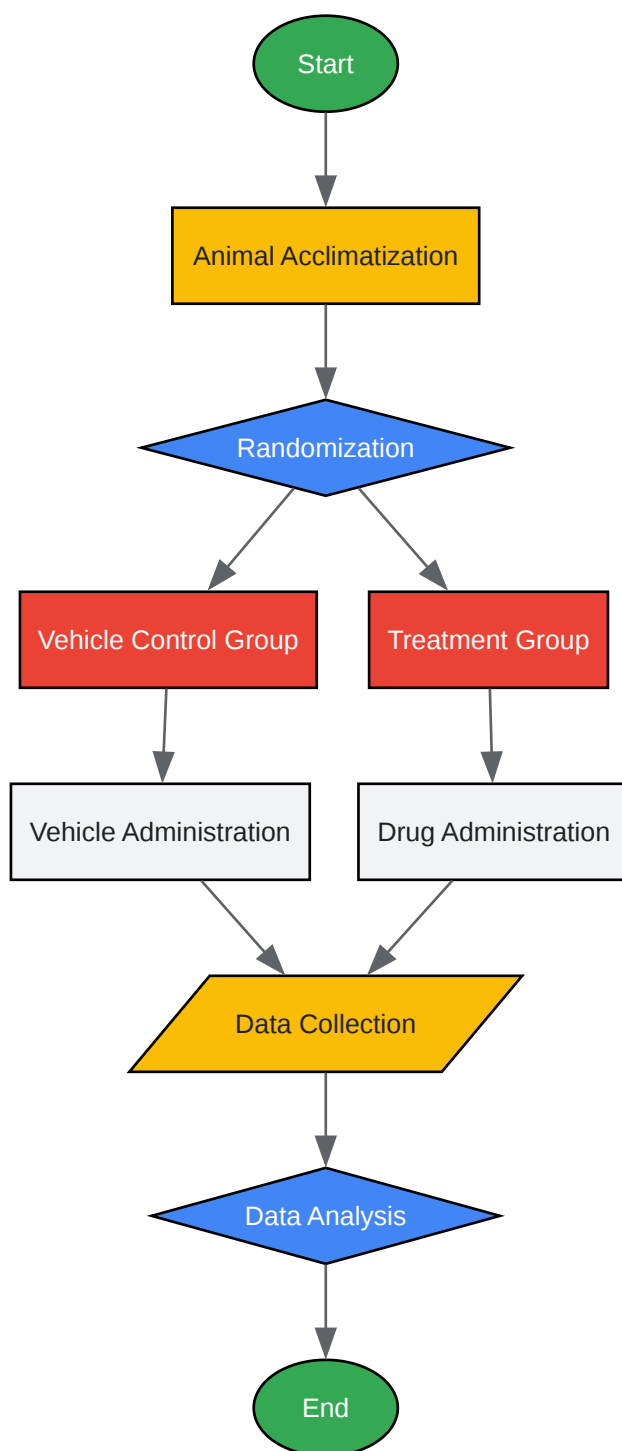 Start
Animal Acclimatization
Randomization
Vehicle Control Group
Treatment Group
Vehicle Administration
Drug Administration
Data Collection
Data Analysis
End